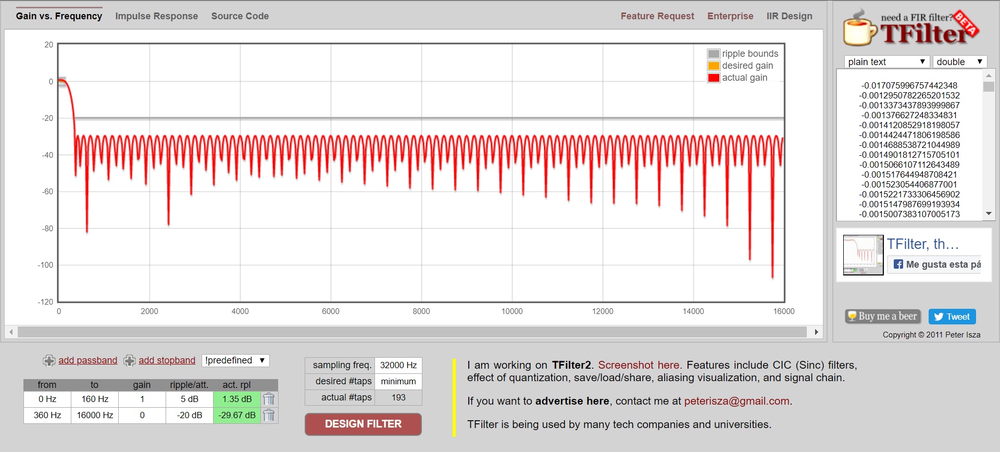 Gain vs. Frequency Impulse Response Source Code Feature Request Enterprise IIR Design
20
0
-20
-40
-60
-80
-100
-120
0 2000 4000 6000 8000 10000 12000 14000 16000
ripple bounds
desired gain
actual gain
need a FIR filter?
TFilter
BETA
plain text ▼ double ▼
-0.017075996757442348
-0.0012950782265201532
-0.0013373437893999867
-0.001376627248334831
-0.0014120852918198057
-0.0014424471806198586
-0.0014688538721044989
-0.0014901812715705101
-0.0015066107112643489
-0.001517644948708421
-0.001523054406877001
-0.0015221733306456902
-0.0015147987699193934
-0.0015007383107005173
TFilter, th…
Me gusta esta pá
Buy me a beer Tweet
Copyright © 2011 Peter Isza
add passband add stopband !predefined ▼
from to gain ripple/att. act. rpl
0 Hz 160 Hz 1 5 dB 1.35 dB
360 Hz 16000 Hz 0 -20 dB -29.67 dB
sampling freq. 32000 Hz
desired #taps minimum
actual #taps 193
DESIGN FILTER
I am working on TFilter2. Screenshot here. Features include CIC (Sinc) filters,
effect of quantization, save/load/share, aliasing visualization, and signal chain.
If you want to advertise here, contact me at peterisza@gmail.com.
TFilter is being used by many tech companies and universities.